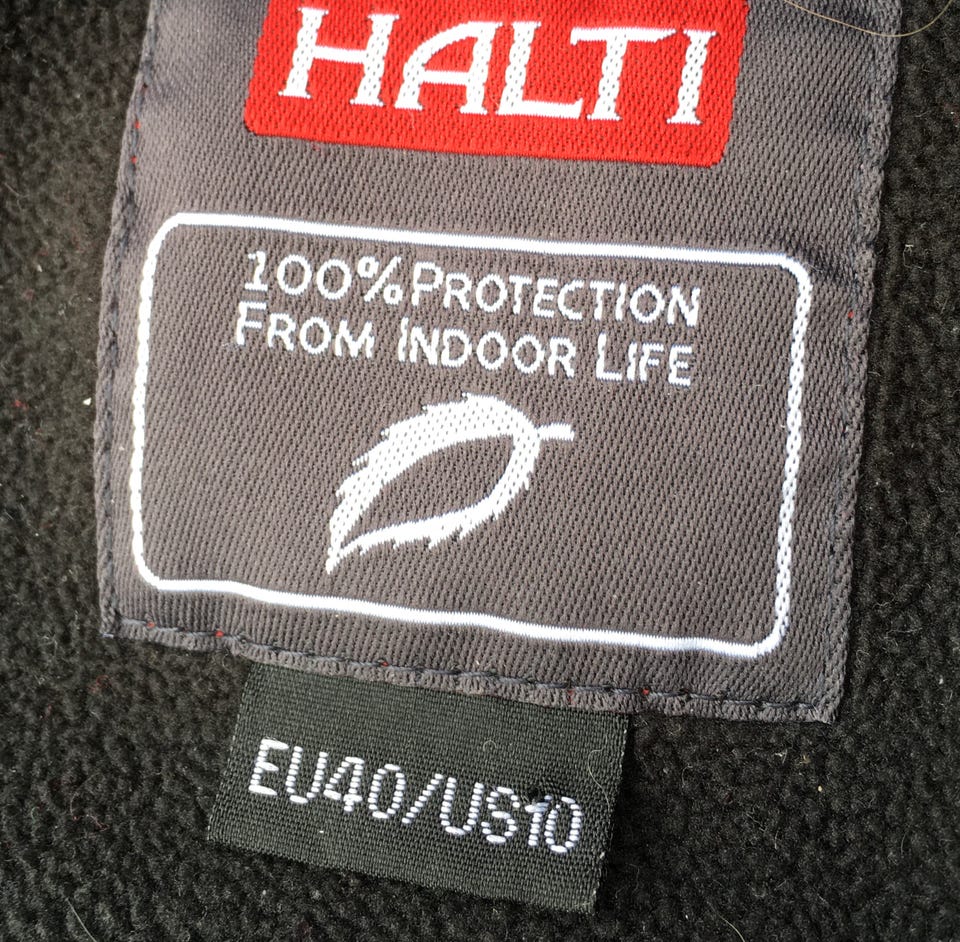 HALTI
100% PROTECTION
FROM INDOOR LIFE
EU40/US10